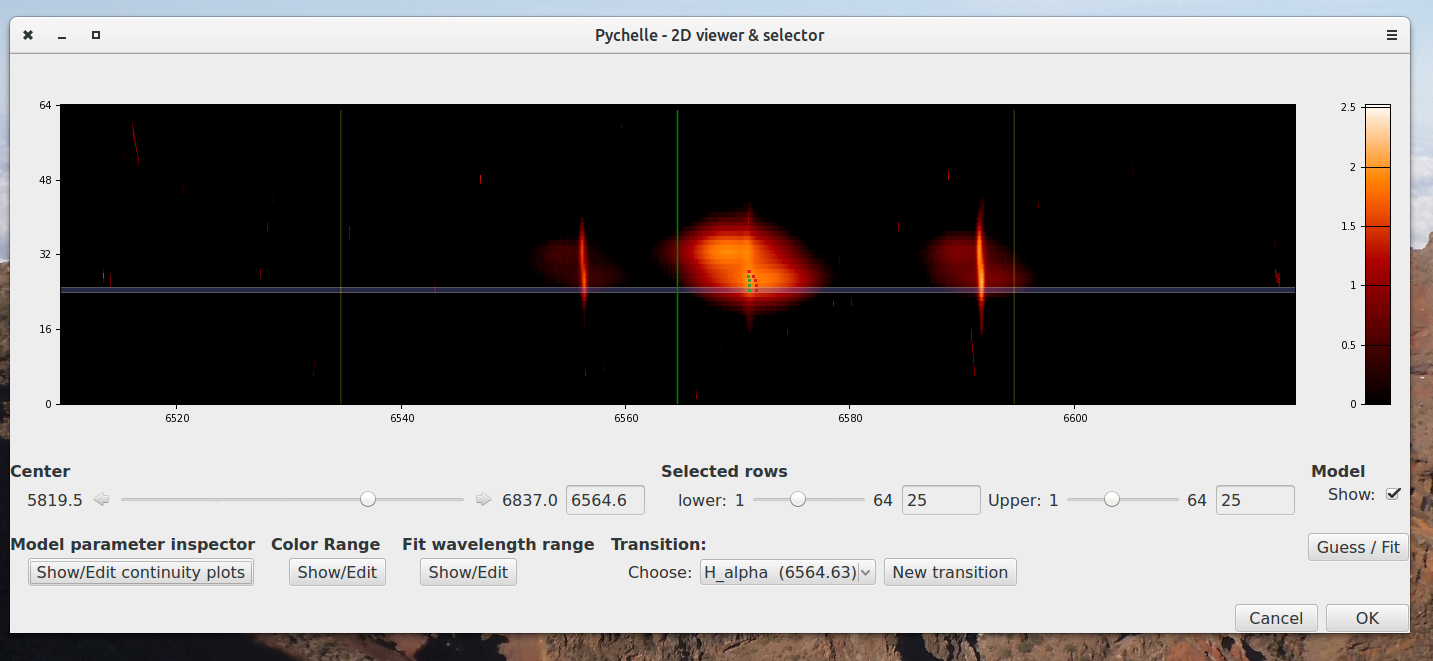 Pychelle - 2D viewer & selector
64
48
32
16
0
6520 6540 6560 6580 6600
2.5
2
1.5
1
0.5
0
Center Selected rows Model
5819.5 6837.0 6564.6 lower: 1 64 25 Upper: 1 64 25 Show:
Model parameter inspector Color Range Fit wavelength range Transition: Guess / Fit
Show/Edit continuity plots Show/Edit Show/Edit Choose: H_alpha (6564.63) New transition
Cancel OK